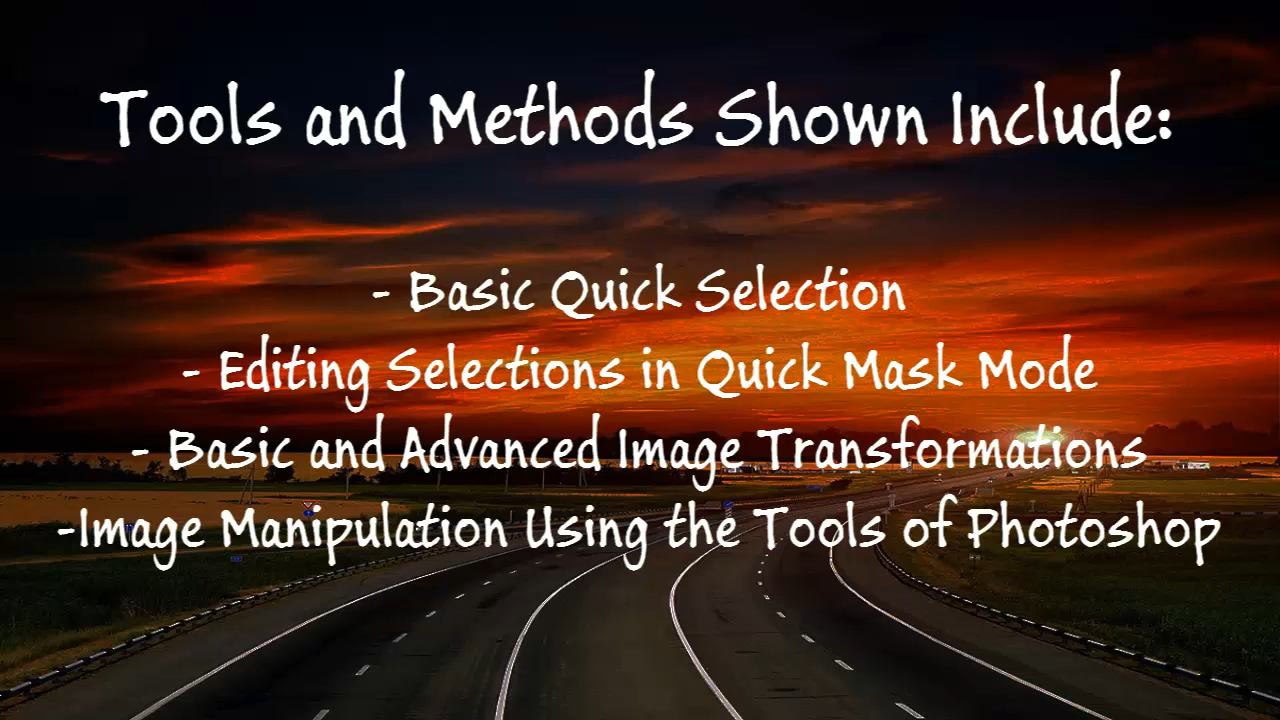 Tools and Methods Shown Include:
- Basic Quick Selection
- Editing Selections in Quick Mask Mode
- Basic and Advanced Image Transformations
-Image Manipulation Using the Tools of Photoshop